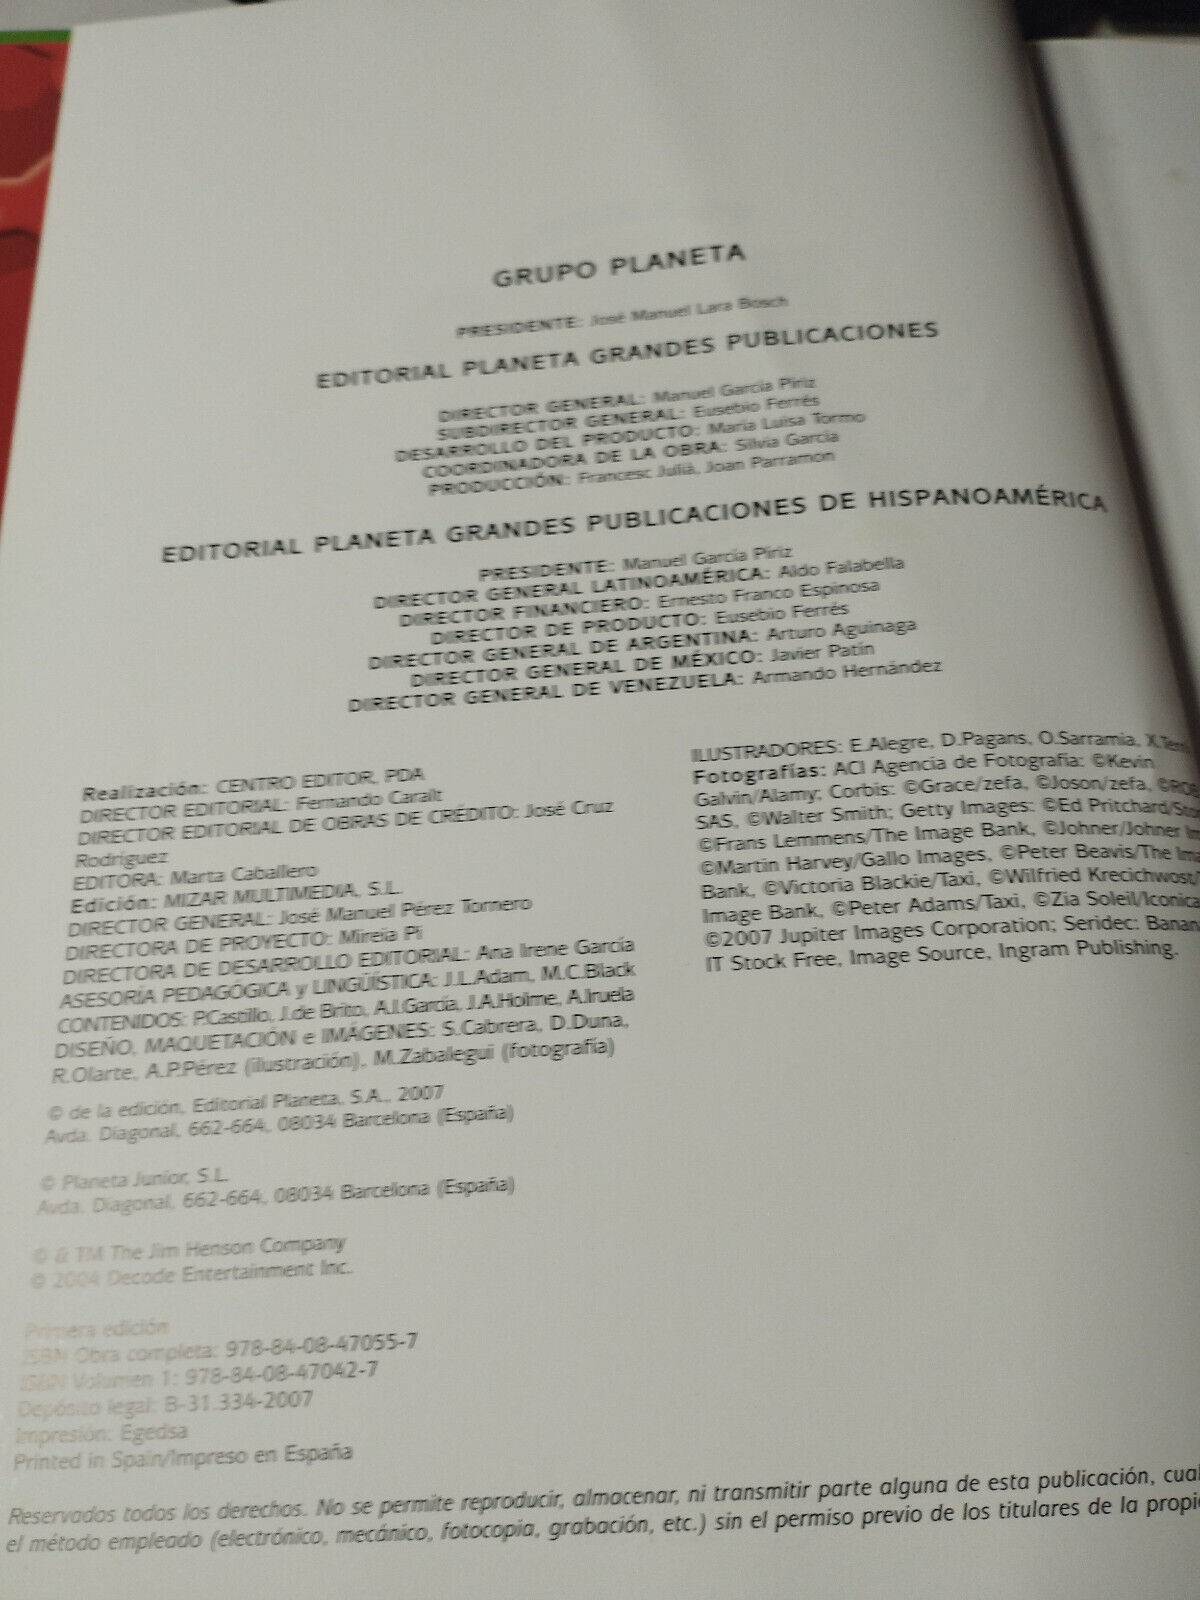 GRUPO PLANETA
PRESIDENTE: José Manuel Lara Bosch
EDITORIAL PLANETA GRANDES PUBLICACIONES
DIRECTOR GENERAL: Manuel García Píriz
SUBDIRECTOR GENERAL: Eusebio Ferrés
DESARROLLO DEL PRODUCTO: María Luisa Tormo
COORDINADORA DE LA OBRA: Silvia García
PRODUCCIÓN: Francesc Julià, Joan Parramon
EDITORIAL PLANETA GRANDES PUBLICACIONES DE HISPANOAMÉRICA
PRESIDENTE: Manuel García Píriz
DIRECTOR GENERAL LATINOAMÉRICA: Aldo Falabella
DIRECTOR FINANCIERO: Ernesto Franco Espinosa
DIRECTOR DE PRODUCTO: Eusebio Ferrés
DIRECTOR GENERAL DE ARGENTINA: Arturo Aguinaga
DIRECTOR GENERAL DE MÉXICO: Javier Patín
DIRECTOR GENERAL DE VENEZUELA: Armando Hernández
Realización: CENTRO EDITOR, PDA
DIRECTOR EDITORIAL: Fernando Caralt
DIRECTOR EDITORIAL DE OBRAS DE CRÉDITO: José Cruz
Rodríguez
EDITORA: Marta Caballero
Edición: MIZAR MULTIMEDIA, S.L.
DIRECTOR GENERAL: José Manuel Pérez Tornero
DIRECTORA DE PROYECTO: Mireia Pi
DIRECTORA DE DESARROLLO EDITORIAL: Ana Irene García
ASESORÍA PEDAGÓGICA y LINGÜÍSTICA: J.L.Adam, M.C.Black
CONTENIDOS: P.Castillo, J.de Brito, A.I.García, J.A.Holme, A.Iruela
DISEÑO, MAQUETACIÓN e IMÁGENES: S.Cabrera, D.Duna,
R.Olarte, A.P.Pérez (ilustración), M.Zabalegui (fotografía)
© de la edición, Editorial Planeta, S.A., 2007
Avda. Diagonal, 662-664, 08034 Barcelona (España)
© Planeta Junior, S.L.
Avda. Diagonal, 662-664, 08034 Barcelona (España)
© & TM The Jim Henson Company
© 2004 Decode Entertainment Inc.
Primera edición
ISBN Obra completa: 978-84-08-47055-7
ISBN Volumen 1: 978-84-08-47042-7
Depósito legal: B-31.334-2007
Impresión: Egedsa
Printed in Spain/Impreso en España
ILUSTRADORES: E.Alegre, D.Pagans, O.Sarramia,
Fotografías: ACI Agencia de Fotografía: ©Kevin
Galvin/Alamy; Corbis: ©Grace/zefa, ©Joson/zefa,
SAS, ©Walter Smith; Getty Images: ©Ed Pritchard/
©Frans Lemmens/The Image Bank, ©Johner/Johner
©Martin Harvey/Gallo Images, ©Peter Beavis/The
Bank, ©Victoria Blackie/Taxi, ©Wilfried Krecichwost/
Image Bank, ©Peter Adams/Taxi, ©Zia Soleil/Iconica
©2007 Jupiter Images Corporation; Seridec:
IT Stock Free, Image Source, Ingram Publishing.
Reservados todos los derechos. No se permite reproducir, almacenar, ni transmitir parte alguna de esta publicación,
el método empleado (electrónico, mecánico, fotocopia, grabación, etc.) sin el permiso previo de los titulares de la